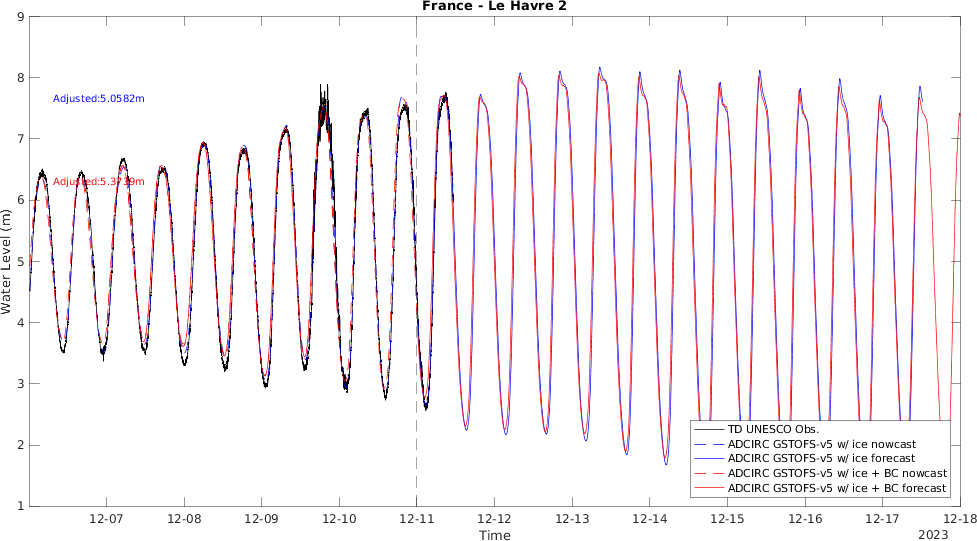 France - Le Havre 2
9
8
7
6
5
4
3
2
1
Water Level (m)
Adjusted:5.0582m
Adjusted:5.3739m
TD UNESCO Obs.
ADCIRC GSTOFS-v5 w/ ice nowcast
ADCIRC GSTOFS-v5 w/ ice forecast
ADCIRC GSTOFS-v5 w/ ice + BC nowcast
ADCIRC GSTOFS-v5 w/ ice + BC forecast
12-07 12-08 12-09 12-10 12-11 12-12 12-13 12-14 12-15 12-16 12-17 12-18
Time
2023